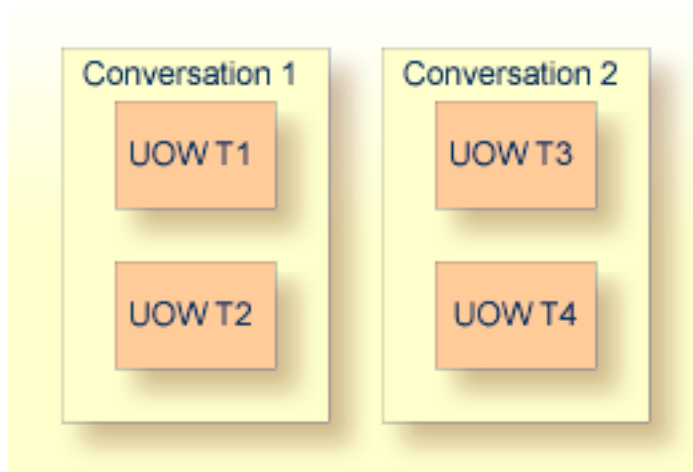 Conversation 1
UOW T1
UOW T2
Conversation 2
UOW T3
UOW T4